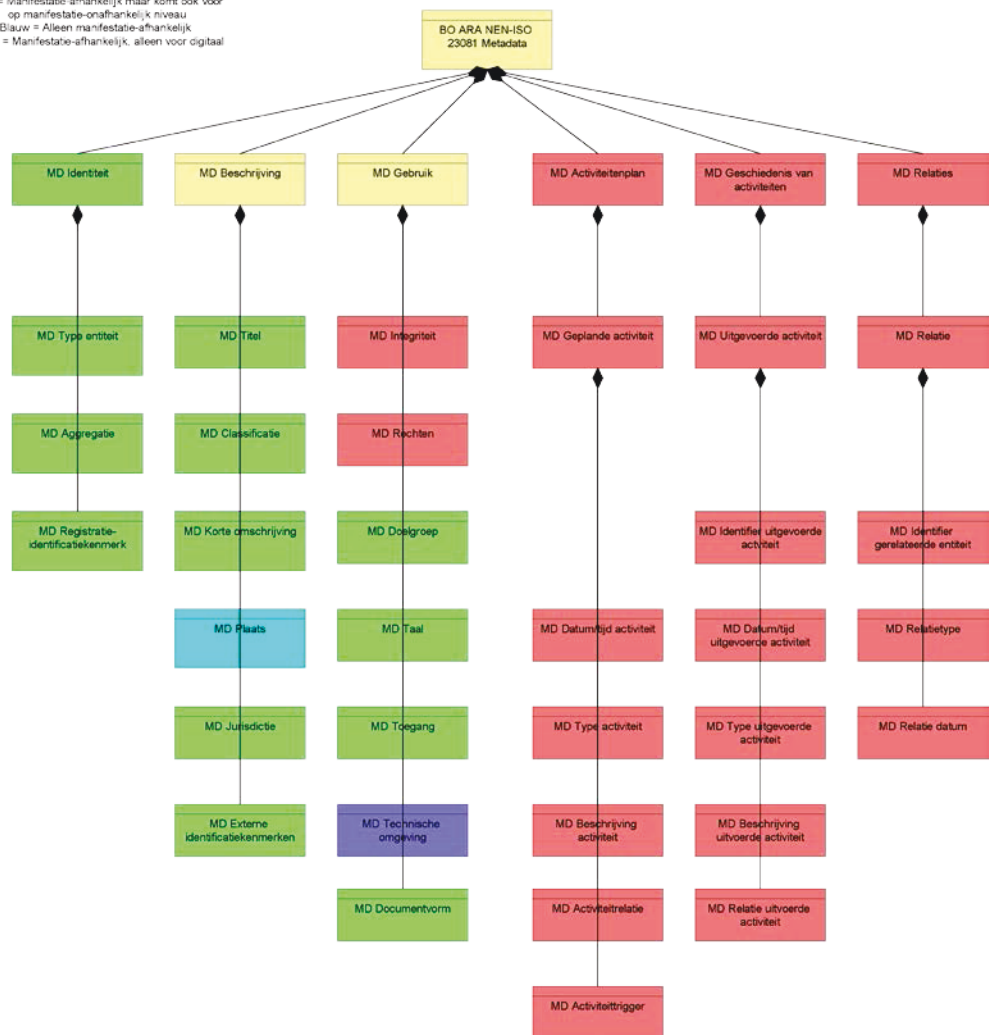 = Manifestatie-afhankelijk maar komt ook voor
op manifestatie-onafhankelijk niveau
Blauw = Alleen manifestatie-afhankelijk
= Manifestatie-afhankelijk, alleen voor digitaal
BO ARA NEN-ISO
23081 Metadata
MD Identiteit
MD Beschrijving
MD Gebruik
MD Activiteitenplan
MD Geschiedenis van
activiteiten
MD Relaties
MD Type entiteit
MD Titel
MD Integriteit
MD Geplande activiteit
MD Uitgevoerde activiteit
MD Relatie
MD Aggregatie
MD Classificatie
MD Rechten
MD Registratie-
identificatiekenmerk
MD Korte omschrijving
MD Doelgroep
MD Identifier uitgevoerde
activiteit
MD Identifier
gerelateerde entiteit
MD Plaats
MD Taal
MD Datum/tijd activiteit
MD Datum/tijd
uitgevoerde activiteit
MD Relatietype
MD Jurisdictie
MD Toegang
MD Type activiteit
MD Type uitgevoerde
activiteit
MD Relatie datum
MD Externe
identificatiekenmerken
MD Technische
omgeving
MD Beschrijving
activiteit
MD Beschrijving
uitvoerde activiteit
MD Documentvorm
MD Activiteitrelatie
MD Relatie uitvoerde
activiteit
MD Activiteittrigger